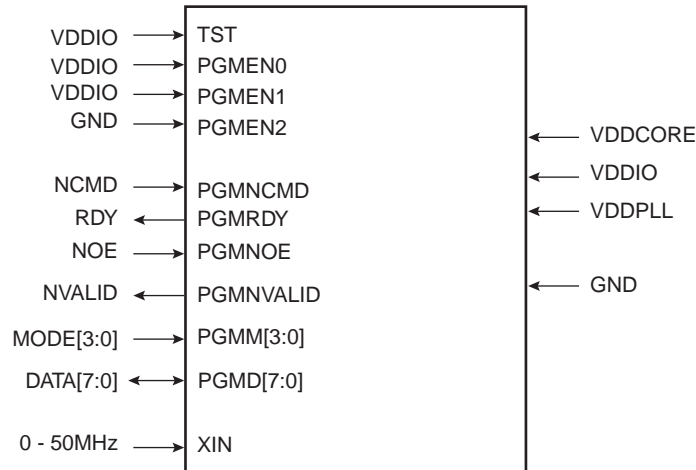 VDDIO TST
VDDIO PGMEN0
VDDIO PGMEN1
GND PGMEN2
VDDCORE
VDDIO
NCMD PGMNCMD
VDDPLL
RDY PGMRDY
NOE PGMNOE
GND
NVALID PGMNVALID
MODE[3:0] PGMM[3:0]
DATA[7:0] PGMD[7:0]
0 - 50MHz XIN